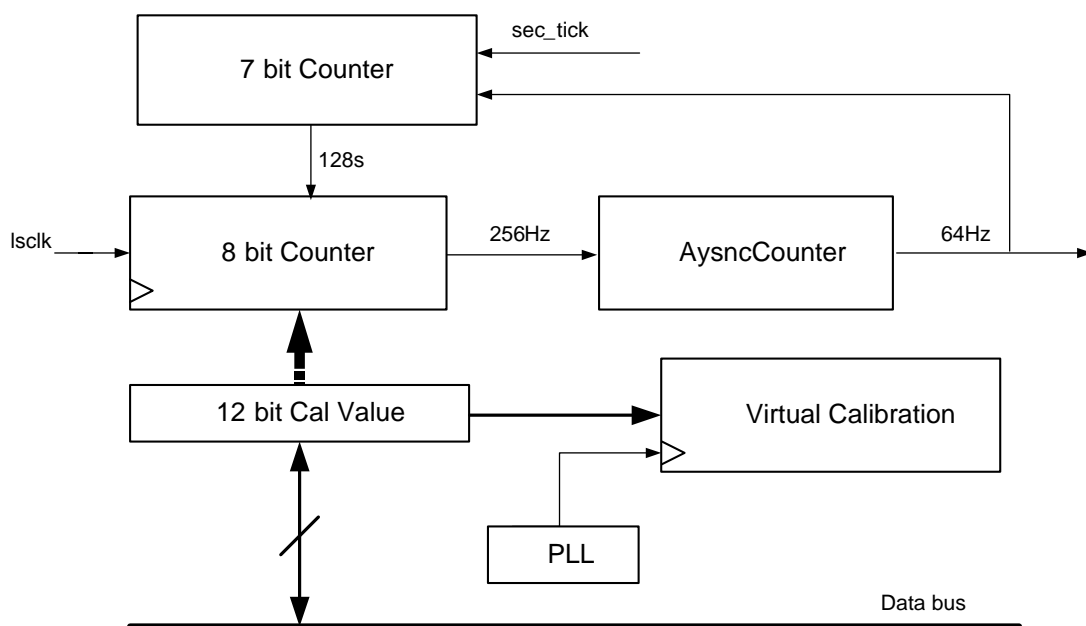 sec_tick
7 bit Counter
128s
lsclk
8 bit Counter
256Hz
AysncCounter
64Hz
12 bit Cal Value
Virtual Calibration
PLL
Data bus